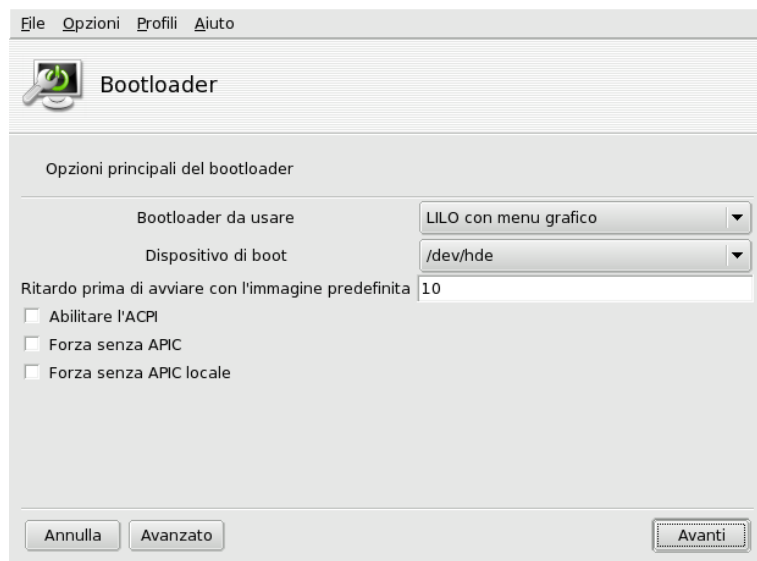 File Opzioni Profili Aiuto
Bootloader
Opzioni principali del bootloader
Bootloader da usare LILO con menu grafico
Dispositivo di boot /dev/hde
Ritardo prima di avviare con l'immagine predefinita 10
Abilitare l'ACPI
Forza senza APIC
Forza senza APIC locale
Annulla Avanzato Avanti